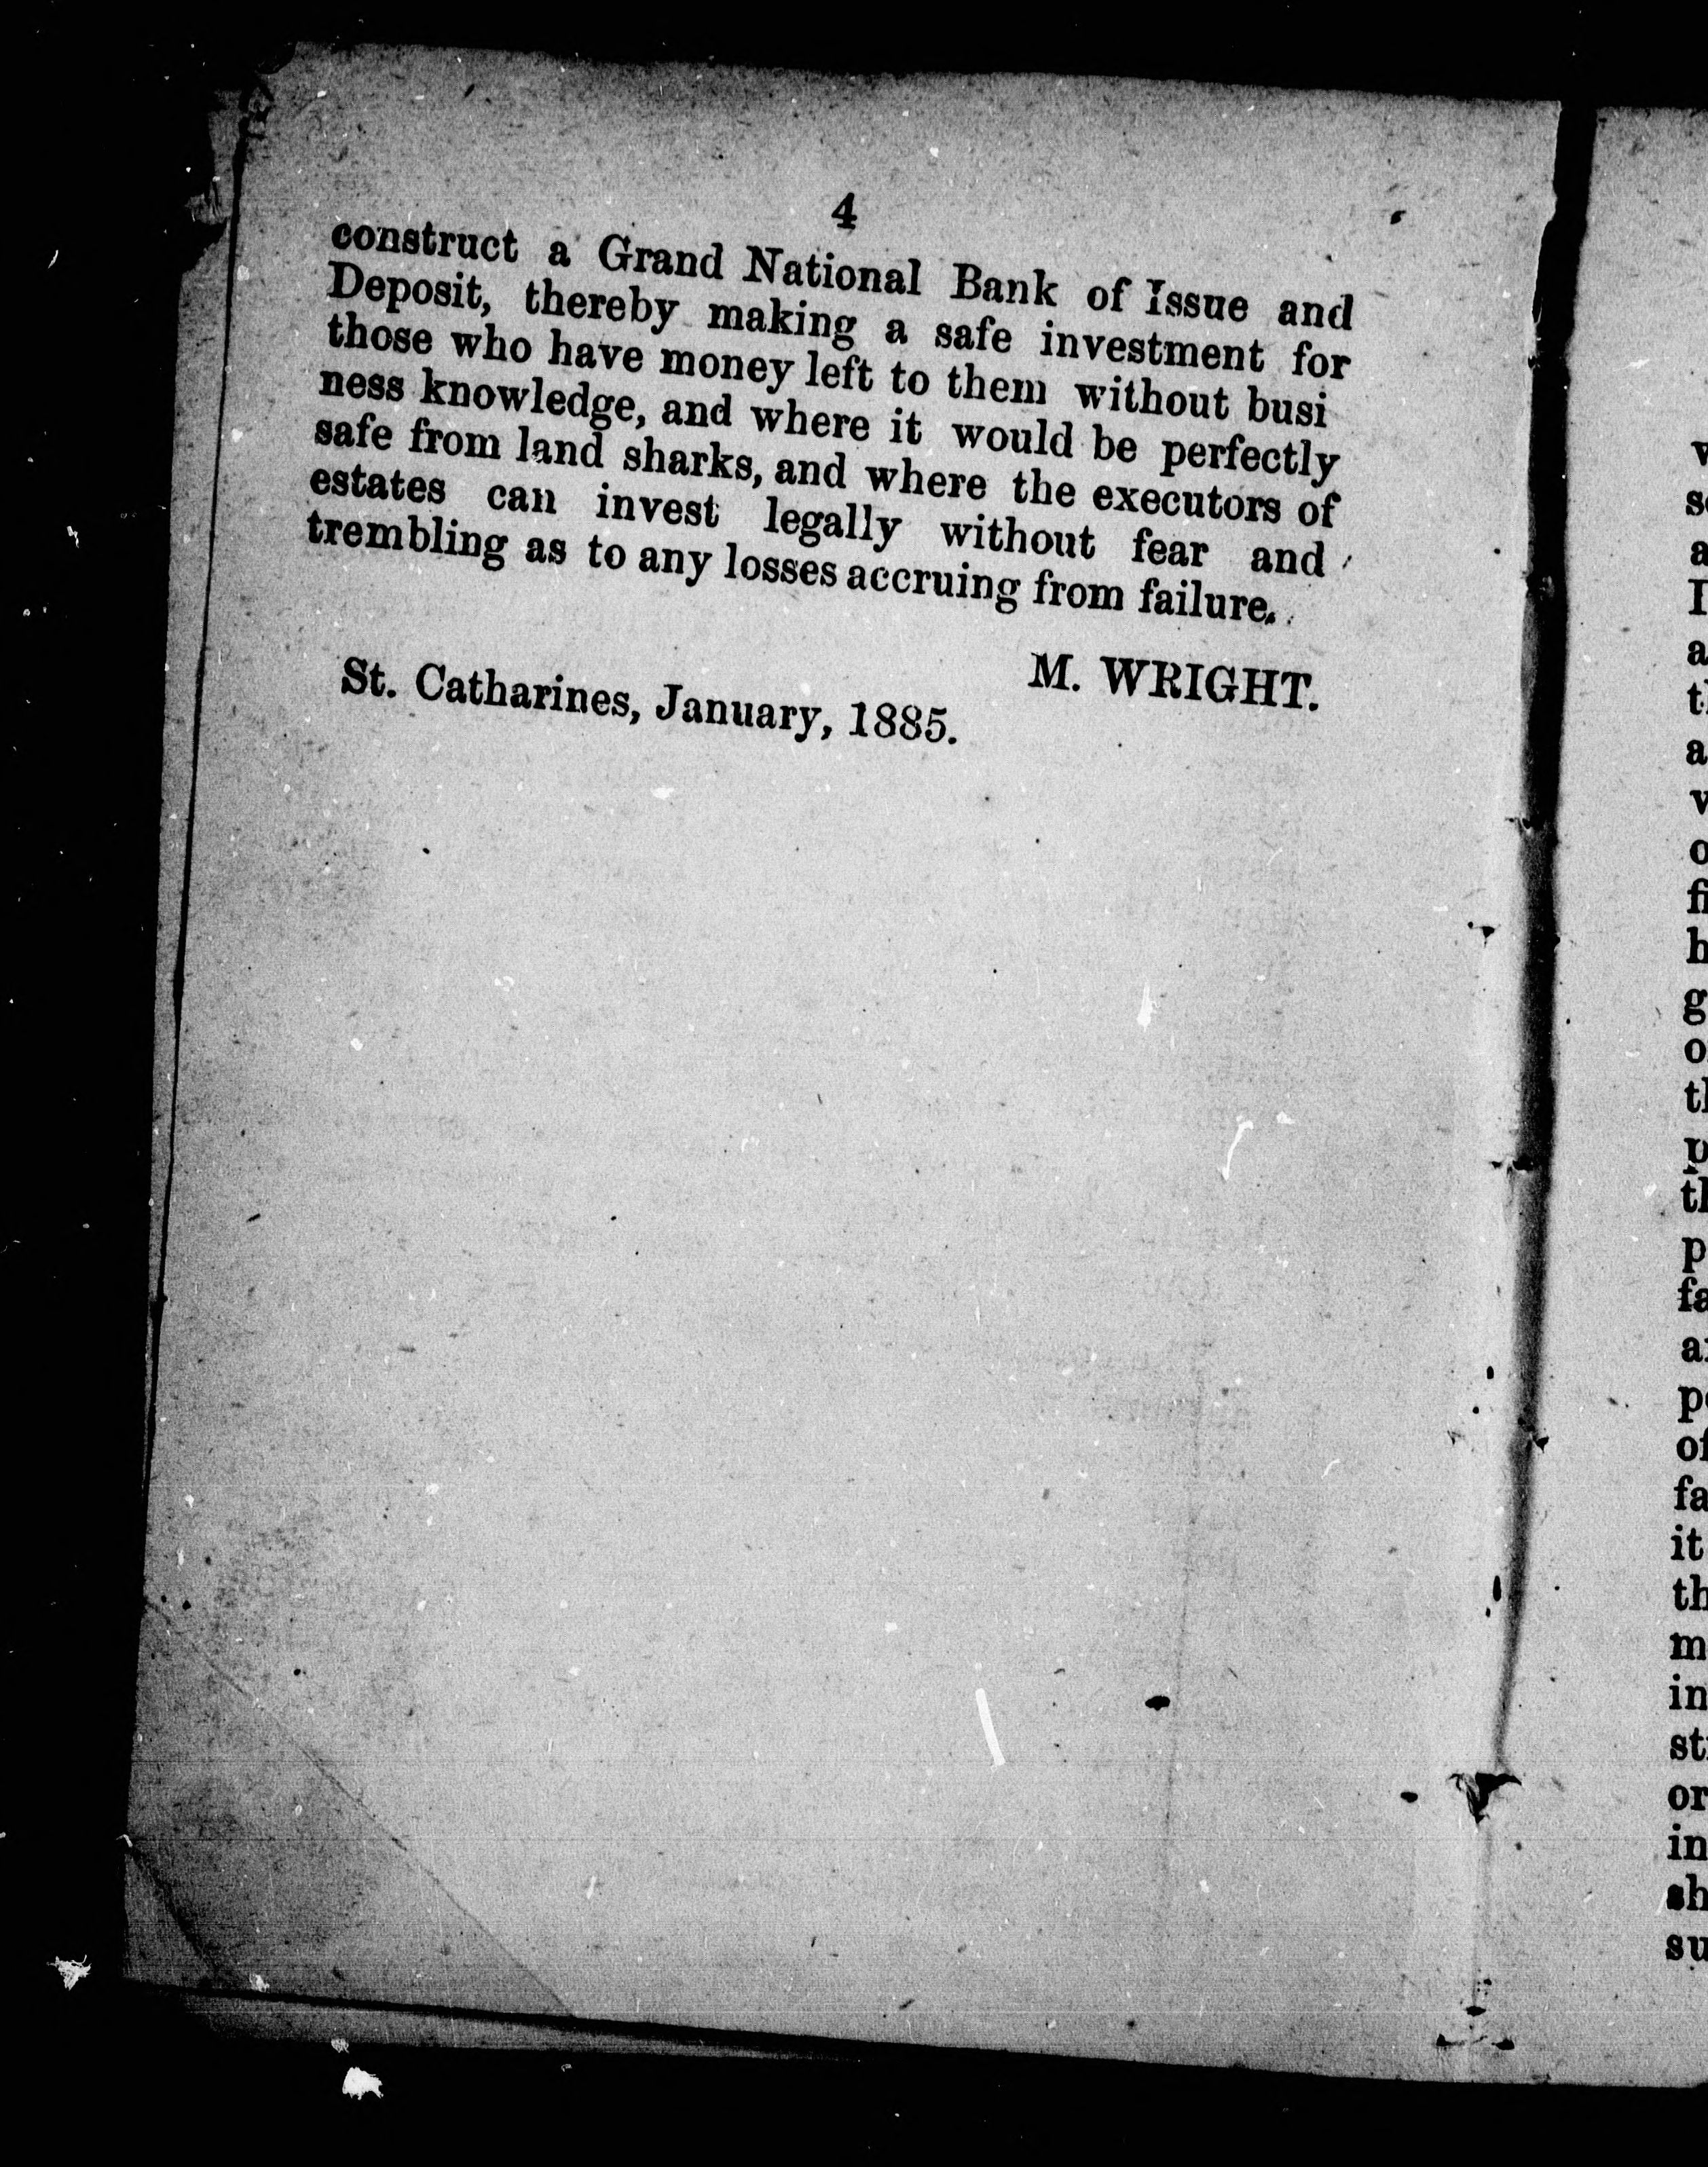 4
construct a Grand National Bank of Issue and
Deposit, thereby making a safe investment for
those who have money left to them without busi
ness knowledge, and where it would be perfectly
safe from land sharks, and where the executors of
estates can invest legally without fear and
trembling as to any losses accruing from failure.
M. WRIGHT.
St. Catharines, January, 1885.